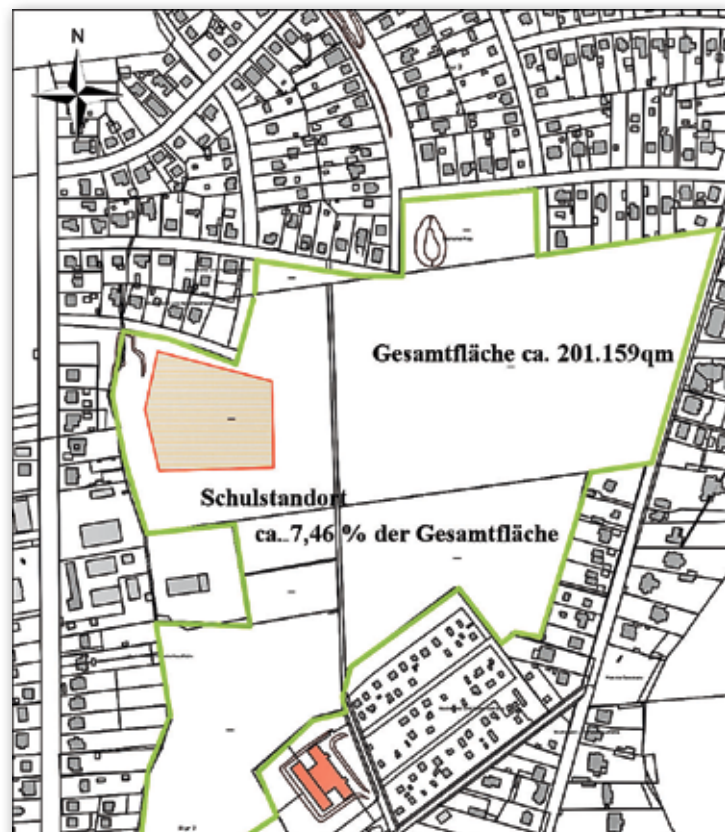 N
Gesamtfläche ca. 201.159qm
Schulstandort
ca. 7,46 % der Gesamtfläche